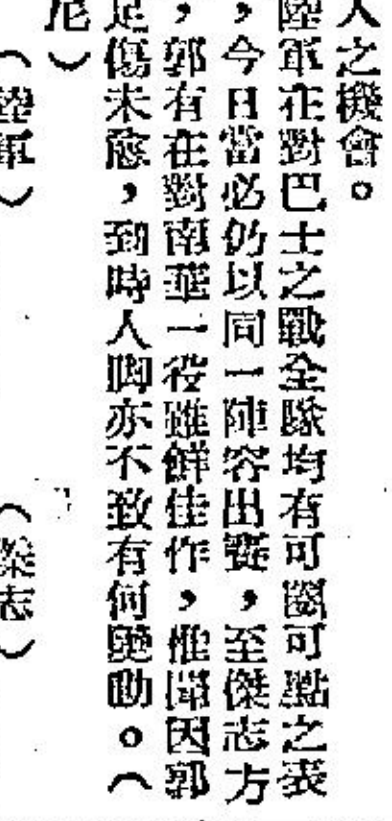 人之機會。
陸軍在對巴士之戰全隊均有可圈可點之表
，今日當必仍以同一陣容出賽，至傑志方
，郭有在對南華一役雖鮮佳作，惟聞因郭
足傷未愈，到時人脚亦不致有何變動。（
尼）
（陸軍）
（傑志）